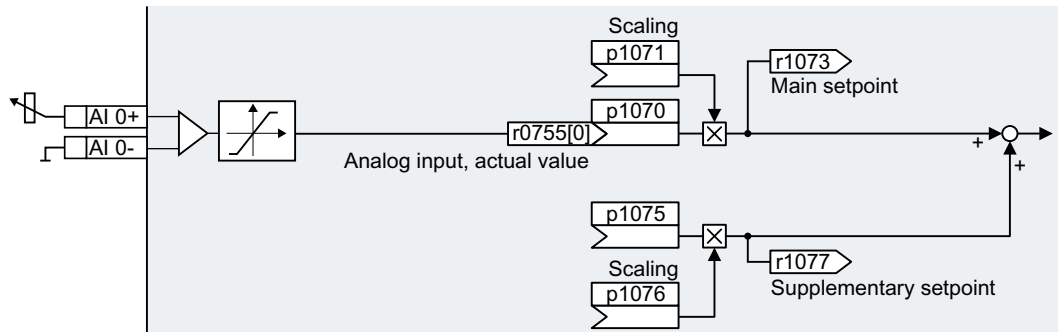 Scaling
p1071
r1073
Main setpoint
AI 0+
p1070
r0755[0]
AI 0-
Analog input, actual value
+
+
p1075
r1077
Scaling
p1076
Supplementary setpoint